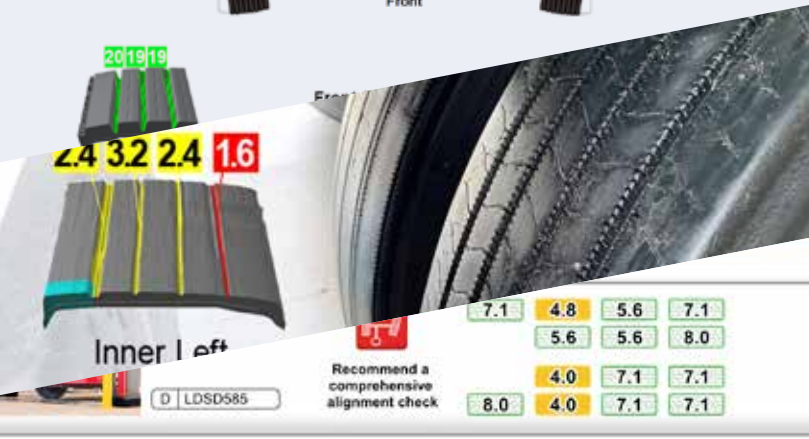 Front
20 19 19
2.4 3.2 2.4 1.6
Inner Left
D LDSD585
Recommend a
comprehensive
alignment check
7.1 4.8 5.6 7.1
5.6 5.6 8.0
4.0 7.1 7.1
8.0 4.0 7.1 7.1